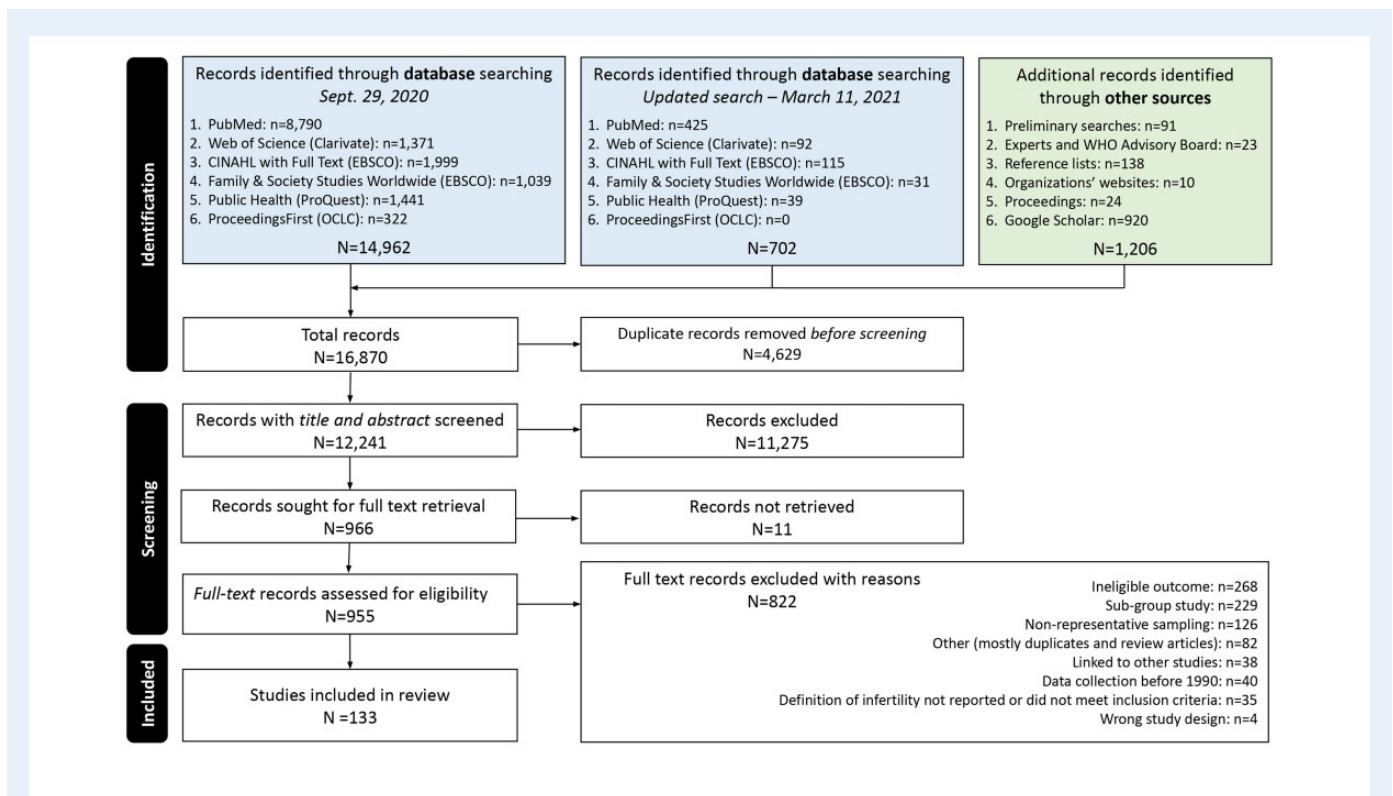 Identification
Records identified through database searching
Sept. 29, 2020
1. PubMed: n=8,790
2. Web of Science (Clarivate): n=1,371
3. CINAHL with Full Text (EBSCO): n=1,999
4. Family & Society Studies Worldwide (EBSCO): n=1,039
5. Public Health (ProQuest): n=1,441
6. ProceedingsFirst (OCLC): n=322
N=14,962
Records identified through database searching
Updated search – March 11, 2021
1. PubMed: n=425
2. Web of Science (Clarivate): n=92
3. CINAHL with Full Text (EBSCO): n=115
4. Family & Society Studies Worldwide (EBSCO): n=31
5. Public Health (ProQuest): n=39
6. ProceedingsFirst (OCLC): n=0
N=702
Additional records identified
through other sources
1. Preliminary searches: n=91
2. Experts and WHO Advisory Board: n=23
3. Reference lists: n=138
4. Organizations' websites: n=10
5. Proceedings: n=24
6. Google Scholar: n=920
N=1,206
Total records
N=16,870
Duplicate records removed before screening
N=4,629
Screening
Records with title and abstract screened
N=12,241
Records excluded
N=11,275
Records sought for full text retrieval
N=966
Records not retrieved
N=11
Full-text records assessed for eligibility
N=955
Full text records excluded with reasons
N=822
Ineligible outcome: n=268
Sub-group study: n=229
Non-representative sampling: n=126
Other (mostly duplicates and review articles): n=82
Linked to other studies: n=38
Data collection before 1990: n=40
Definition of infertility not reported or did not meet inclusion criteria: n=35
Wrong study design: n=4
Included
Studies included in review
N =133